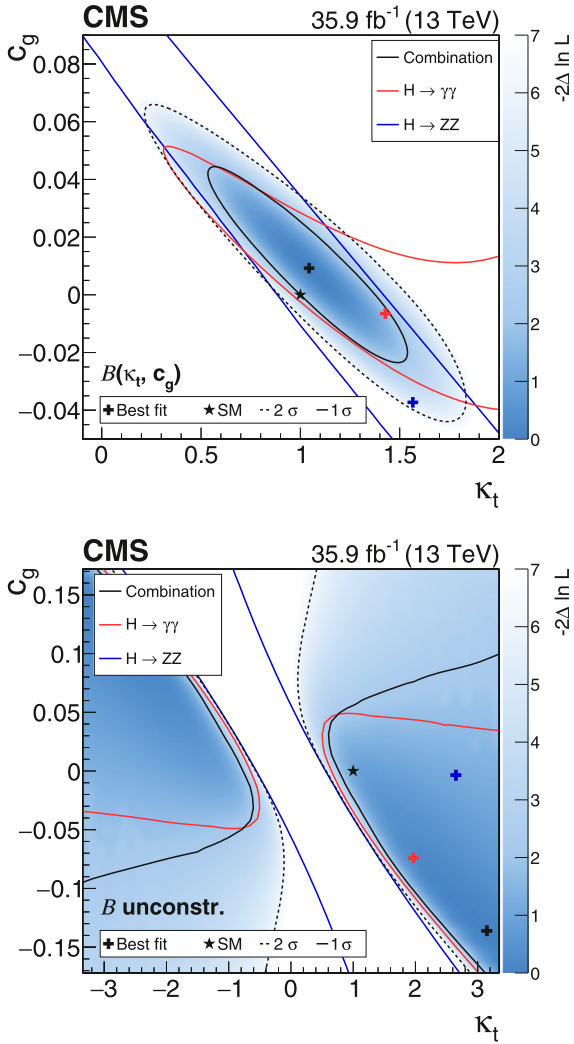 CMS 35.9 fb⁻¹ (13 TeV)
c_g
0.08
0.06
0.04
0.02
0
−0.02
−0.04
Combination
H → γγ
H → ZZ
B(κ_t, c_g)
Best fit ★SM 2 σ 1 σ
0 0.5 1 1.5 2
κ_t
7
6
5
4
3
2
1
0
-2Δ ln L
CMS 35.9 fb⁻¹ (13 TeV)
c_g
0.15
0.1
0.05
0
−0.05
−0.1
−0.15
Combination
H → γγ
H → ZZ
B unconstr.
Best fit ★SM 2 σ 1 σ
−3 −2 −1 0 1 2 3
κ_t
7
6
5
4
3
2
1
0
-2Δ ln L